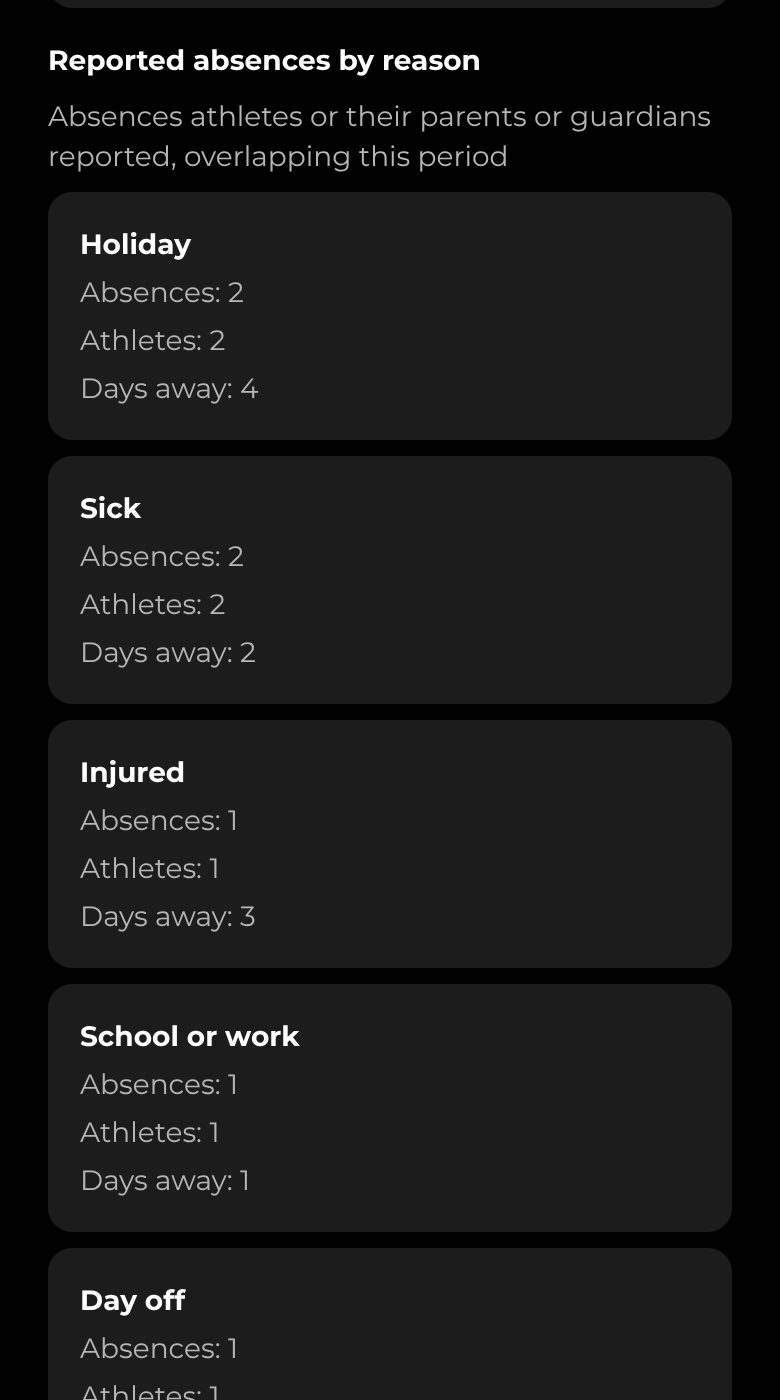 Reported absences by reason
Absences athletes or their parents or guardians
reported, overlapping this period
Holiday
Absences: 2
Athletes: 2
Days away: 4
Sick
Absences: 2
Athletes: 2
Days away: 2
Injured
Absences: 1
Athletes: 1
Days away: 3
School or work
Absences: 1
Athletes: 1
Days away: 1
Day off
Absences: 1
Athletes: 1